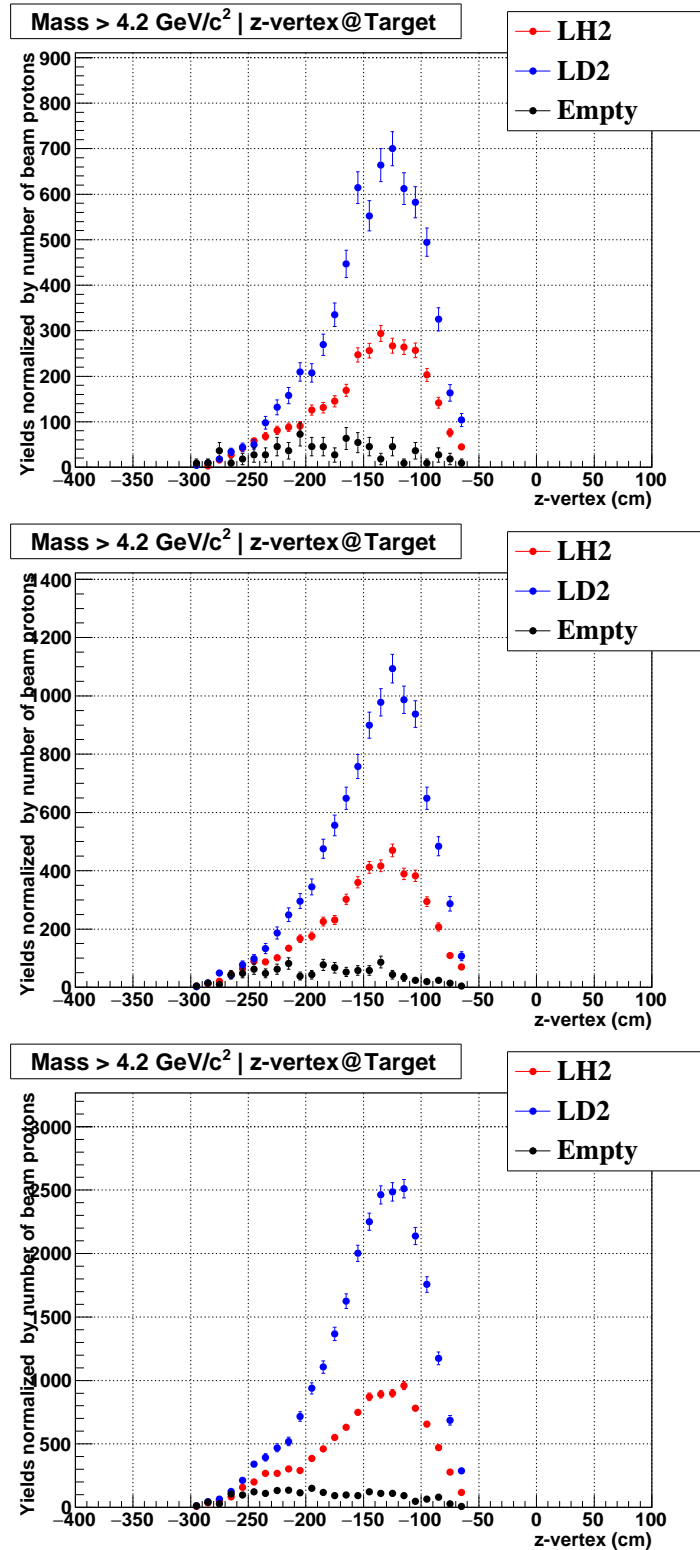 Mass > 4.2 GeV/c² | z-vertex@Target
LH2
LD2
Empty
Yields normalized by number of beam protons
900
800
700
600
500
400
300
200
100
0
−400 −350 −300 −250 −200 −150 −100 −50 0 50 100
z-vertex (cm)
Mass > 4.2 GeV/c² | z-vertex@Target
LH2
LD2
Empty
Yields normalized by number of beam protons
1400
1200
1000
800
600
400
200
0
−400 −350 −300 −250 −200 −150 −100 −50 0 50 100
z-vertex (cm)
Mass > 4.2 GeV/c² | z-vertex@Target
LH2
LD2
Empty
Yields normalized by number of beam protons
3000
2500
2000
1500
1000
500
0
−400 −350 −300 −250 −200 −150 −100 −50 0 50 100
z-vertex (cm)